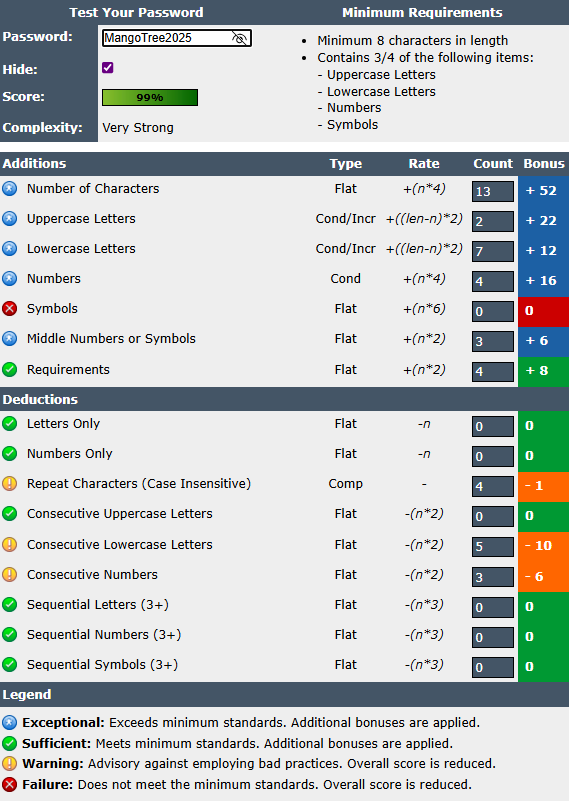 Test Your Password Minimum Requirements
Password: MangoTree2025
• Minimum 8 characters in length
• Contains 3/4 of the following items:
Hide:
- Uppercase Letters
- Lowercase Letters
Score: 99%
- Numbers
- Symbols
Complexity: Very Strong
Additions Type Rate Count Bonus
Number of Characters Flat +(n*4) 13 + 52
Uppercase Letters Cond/Incr +((len-n)*2) 2 + 22
Lowercase Letters Cond/Incr +((len-n)*2) 7 + 12
Numbers Cond +(n*4) 4 + 16
Symbols Flat +(n*6) 0 0
Middle Numbers or Symbols Flat +(n*2) 3 + 6
Requirements Flat +(n*2) 4 + 8
Deductions
Letters Only Flat -n 0 0
Numbers Only Flat -n 0 0
Repeat Characters (Case Insensitive) Comp - 4 - 1
Consecutive Uppercase Letters Flat -(n*2) 0 0
Consecutive Lowercase Letters Flat -(n*2) 5 - 10
Consecutive Numbers Flat -(n*2) 3 - 6
Sequential Letters (3+) Flat -(n*3) 0 0
Sequential Numbers (3+) Flat -(n*3) 0 0
Sequential Symbols (3+) Flat -(n*3) 0 0
Legend
Exceptional: Exceeds minimum standards. Additional bonuses are applied.
Sufficient: Meets minimum standards. Additional bonuses are applied.
Warning: Advisory against employing bad practices. Overall score is reduced.
Failure: Does not meet the minimum standards. Overall score is reduced.